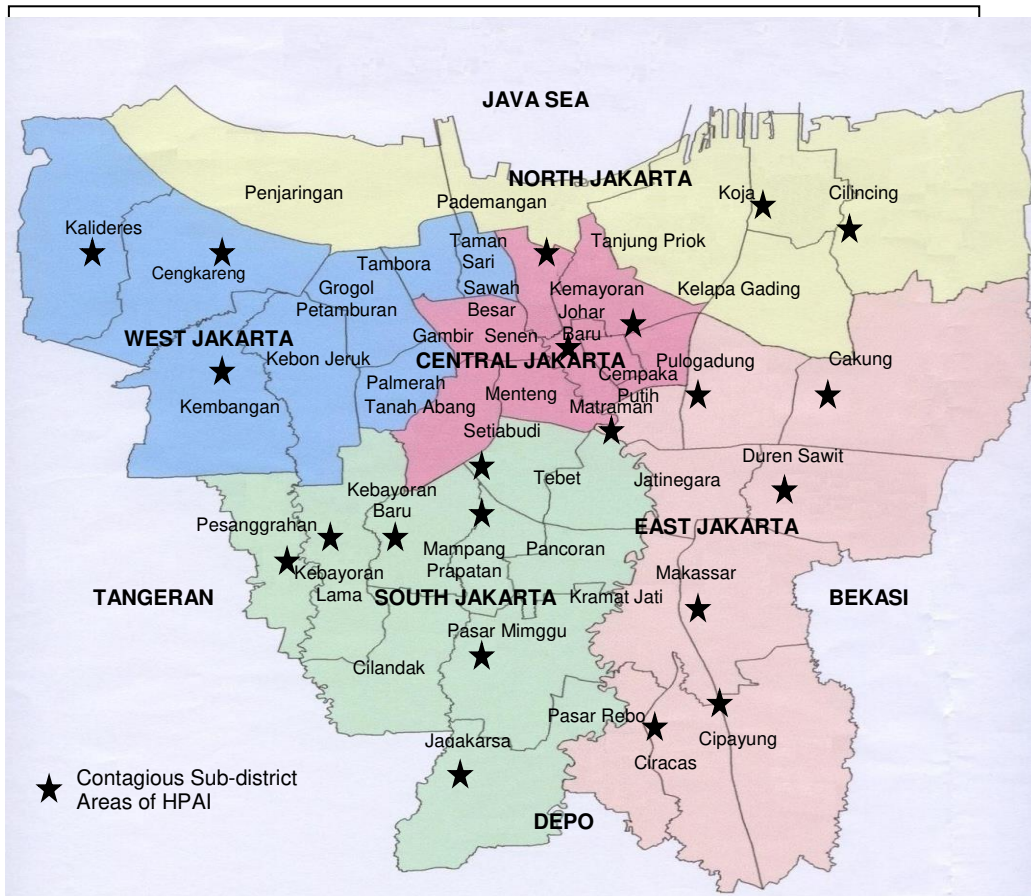 JAVA SEA
NORTH JAKARTA
Penjaringan
Pademangan
Koja
Cilincing
Kalideres
Cengkareng
Tambora
Taman
Sari
Tanjung Priok
Grogol
Petamburan
Sawah
Besar
Kemayoran
Kelapa Gading
WEST JAKARTA
Kebon Jeruk
Gambir
Senen
Johar
Baru
CENTRAL JAKARTA
Pulogadung
Cakung
Kembangan
Palmerah
Tanah Abang
Menteng
Cempaka
Putih
Matraman
Setiabudi
Duren Sawit
Kebayoran
Baru
Tebet
Jatinegara
Pesanggrahan
EAST JAKARTA
Mampang
Prapatan
Pancoran
Kebayoran
Lama
Makassar
TANGERAN
SOUTH JAKARTA
Kramat Jati
BEKASI
Pasar Mimggu
Cilandak
Pasar Rebo
Jagakarsa
Ciracas
Cipayung
Contagious Sub-district
Areas of HPAI
DEPO